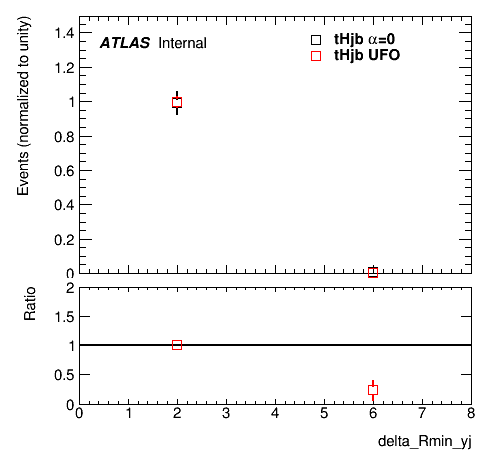 Events (normalized to unity)
1.4
1.2
1
0.8
0.6
0.4
0.2
0
ATLAS Internal
tHjb α=0
tHjb UFO
Ratio
2
1.5
1
0.5
0
0 1 2 3 4 5 6 7 8
delta_Rmin_yj